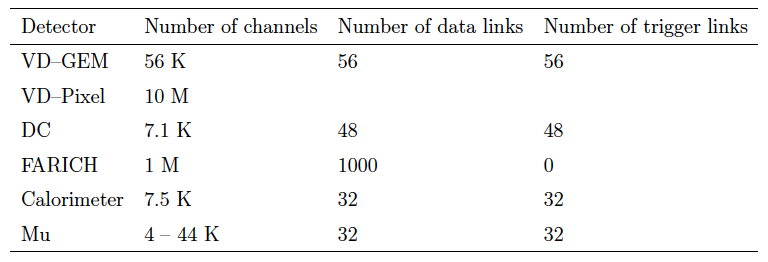 Detector Number of channels Number of data links Number of trigger links
VD–GEM 56 K 56 56
VD–Pixel 10 M
DC 7.1 K 48 48
FARICH 1 M 1000 0
Calorimeter 7.5 K 32 32
Mu 4 – 44 K 32 32